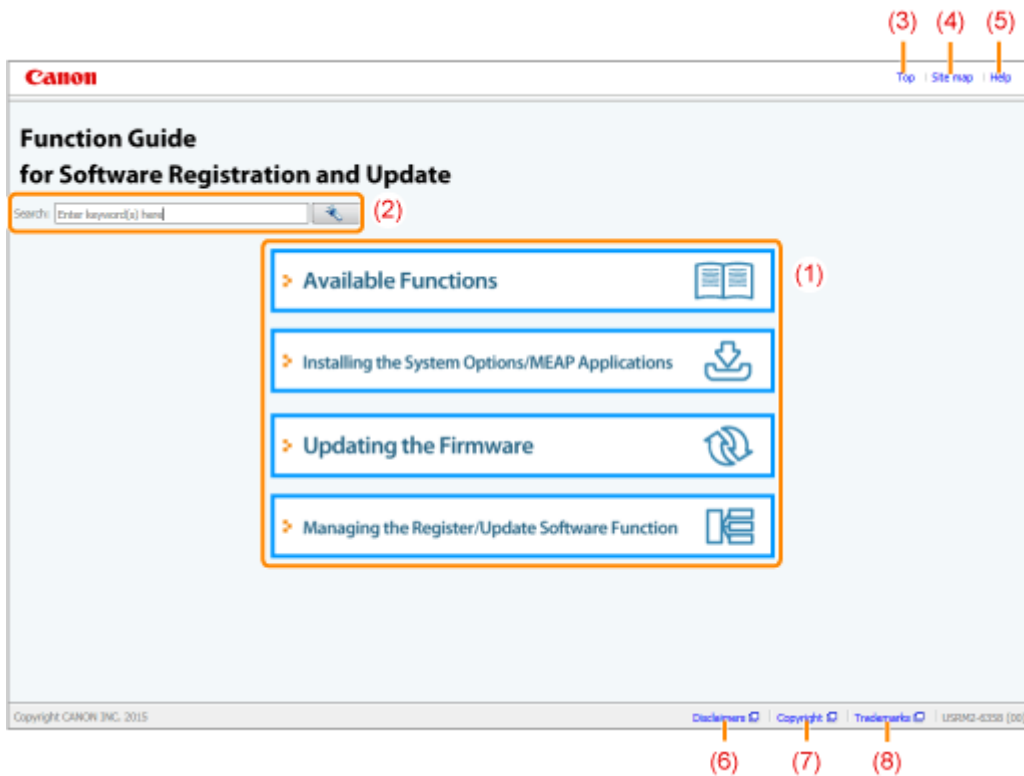 (3) (4) (5)
Canon
Top Site map Help
Function Guide
for Software Registration and Update
Search: Enter keyword(s) here (2)
Available Functions (1)
Installing the System Options/MEAP Applications
Updating the Firmware
Managing the Register/Update Software Function
Copyright CANON INC. 2015 Disclaimers Copyright Trademarks USRM2-6358 (00)
(6) (7) (8)